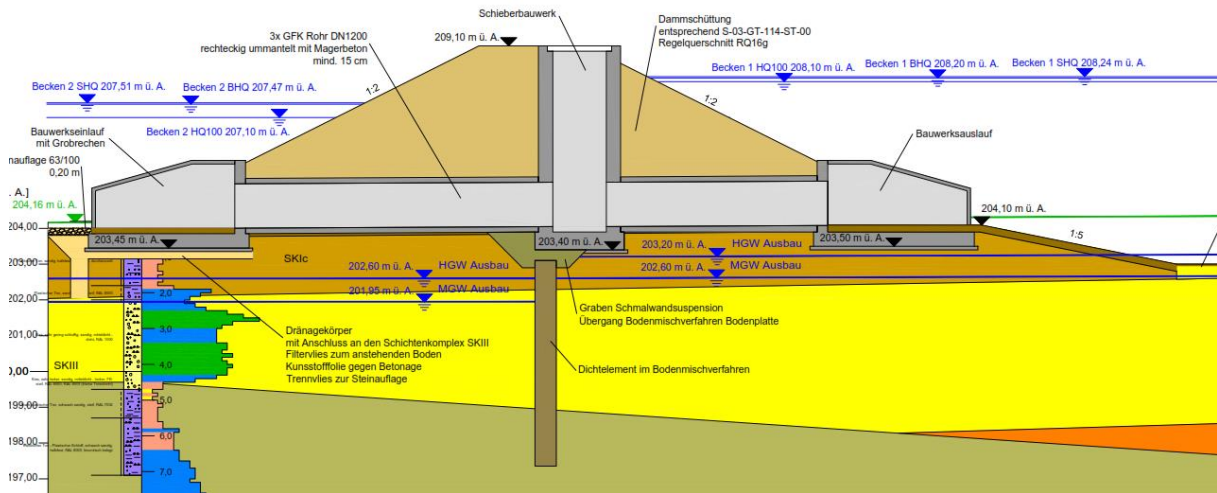 Schieberbauwerk
3x GFK Rohr DN1200
rechteckig ummantelt mit Magerbeton
mind. 15 cm
209,10 m ü. A.
Dammschüttung
entsprechend S-03-GT-114-ST-00
Regelquerschnitt RQ16g
Becken 2 SHQ 207,51 m ü. A.
Becken 2 BHQ 207,47 m ü. A.
Becken 2 HQ100 207,10 m ü. A.
1:2
1:2
Becken 1 HQ100 208,10 m ü. A.
Becken 1 BHQ 208,20 m ü. A.
Becken 1 SHQ 208,24 m ü. A.
Bauwerkseinlauf
mit Grobrechen
Bauwerksauslauf
nauflage 63/100
0,20 m
. A.]
204,16 m ü. A.
204,10 m ü. A.
204,00
203,45 m ü. A.
203,40 m ü. A.
203,50 m ü. A.
1:5
203,00
SKIc
203,20 m ü. A.
HGW Ausbau
202,60 m ü. A.
HGW Ausbau
202,60 m ü. A.
MGW Ausbau
202,00
201,95 m ü. A.
MGW Ausbau
2,0
Graben Schmalwandsuspension
Übergang Bodenmischverfahren Bodenplatte
201,00
3,0
Dränagekörper
mit Anschluss an den Schichtenkomplex SKIII
Filtervlies zum anstehenden Boden
Kunsstofffolie gegen Betonage
Trennvlies zur Steinauflage
SKIII
4,0
Dichtelement im Bodenmischverfahren
0,00
199,00
5,0
198,00
6,0
197,00
7,0